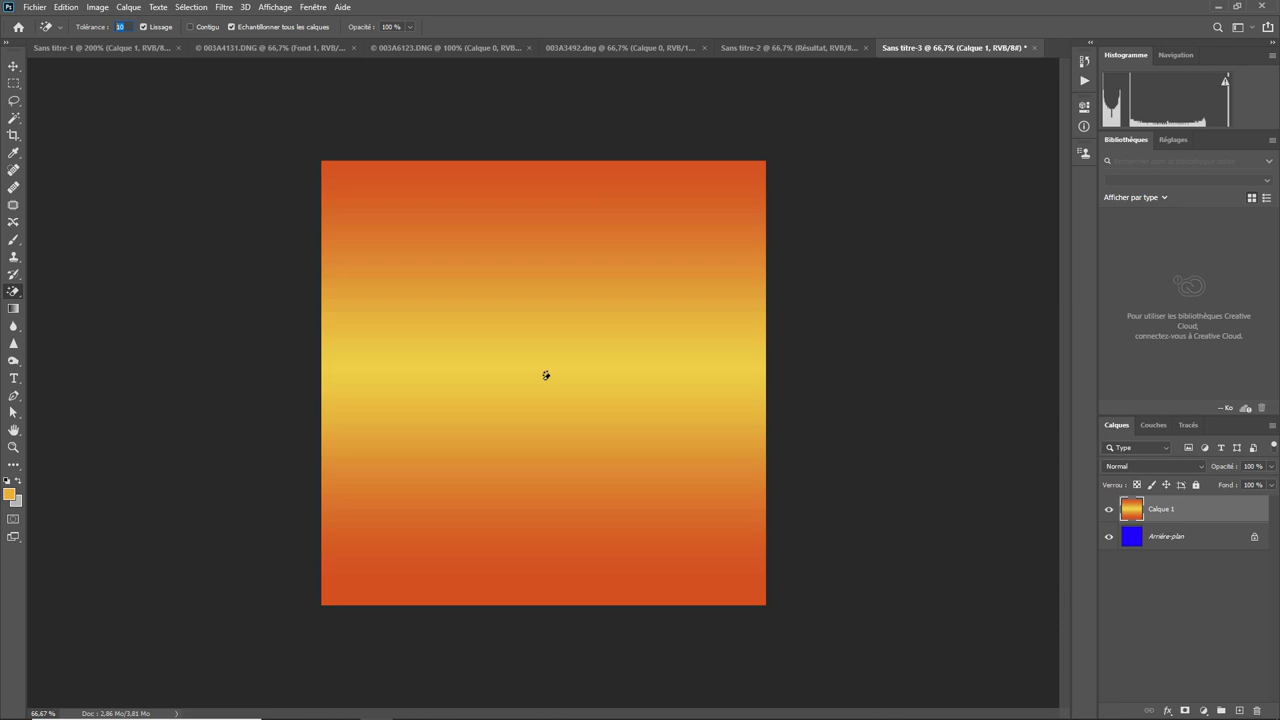 Ps Fichier Edition Image Calque Texte Sélection Filtre 3D Affichage Fenêtre Aide
Tolérance : 10 Lissage Contigu Echantillonner tous les calques Opacité : 100 %
Sans titre-1 @ 200% (Calque 1, RVB/8... × © 003A4131.DNG @ 66,7% (Fond 1, RVB/... × © 003A6123.DNG @ 100% (Calque 0, RVB/... × 003A3492.dng @ 66,7% (Calque 0, RVB/1... × Sans titre-2 @ 66,7% (Résultat, RVB/8... × Sans titre-3 @ 66,7% (Calque 1, RVB/8#) * ×
Histogramme Navigation
Bibliothèques Réglages
Afficher par type
Pour utiliser les bibliothèques Creative
Cloud,
connectez-vous à Creative Cloud.
-- Ko
Calques Couches Tracés
Type
Normal Opacité : 100 %
Verrou : Fond : 100 %
Calque 1
Arrière-plan
66,67 % Doc : 2,86 Mo/3,81 Mo